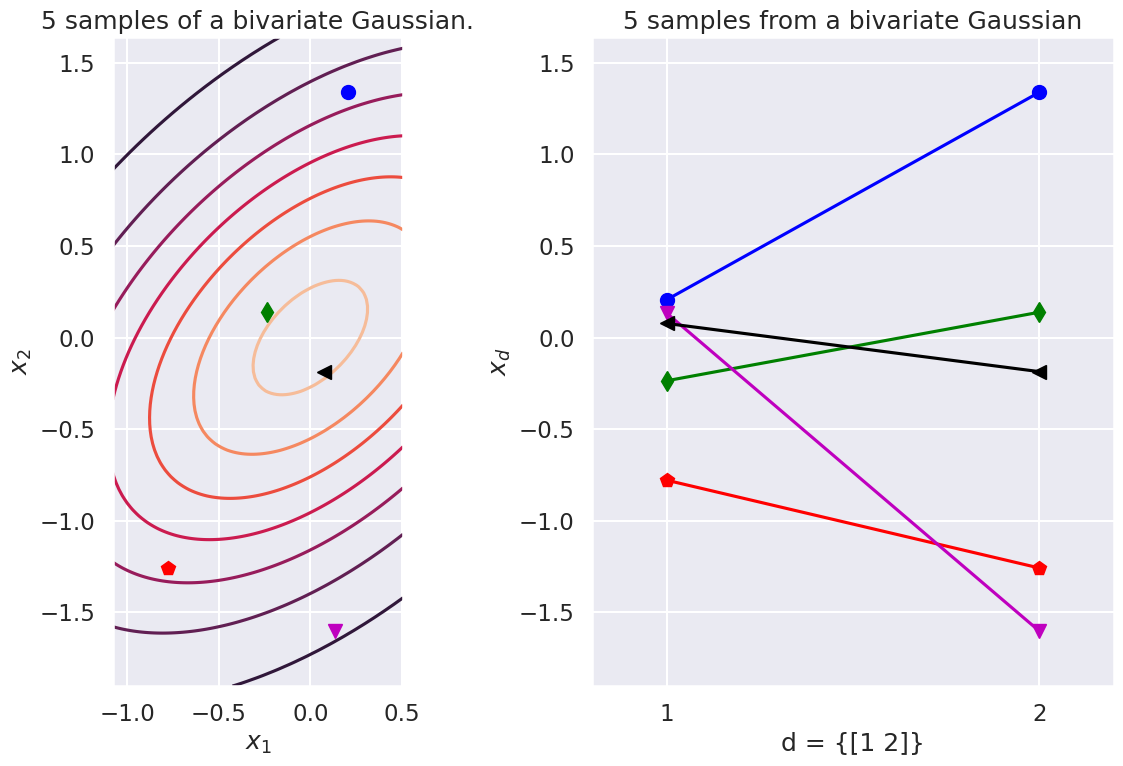 5 samples of a bivariate Gaussian.
1.5
1.0
0.5
0.0
−0.5
−1.0
−1.5
x₂
−1.0 −0.5 0.0 0.5
x₁
5 samples from a bivariate Gaussian
1.5
1.0
0.5
0.0
−0.5
−1.0
−1.5
x_d
1 2
d = {[1 2]}